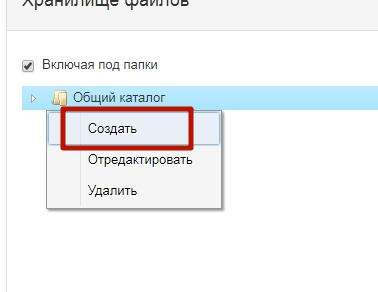 Хранилище файлов
Включая под папки
Общий каталог
Создать
Отредактировать
Удалить